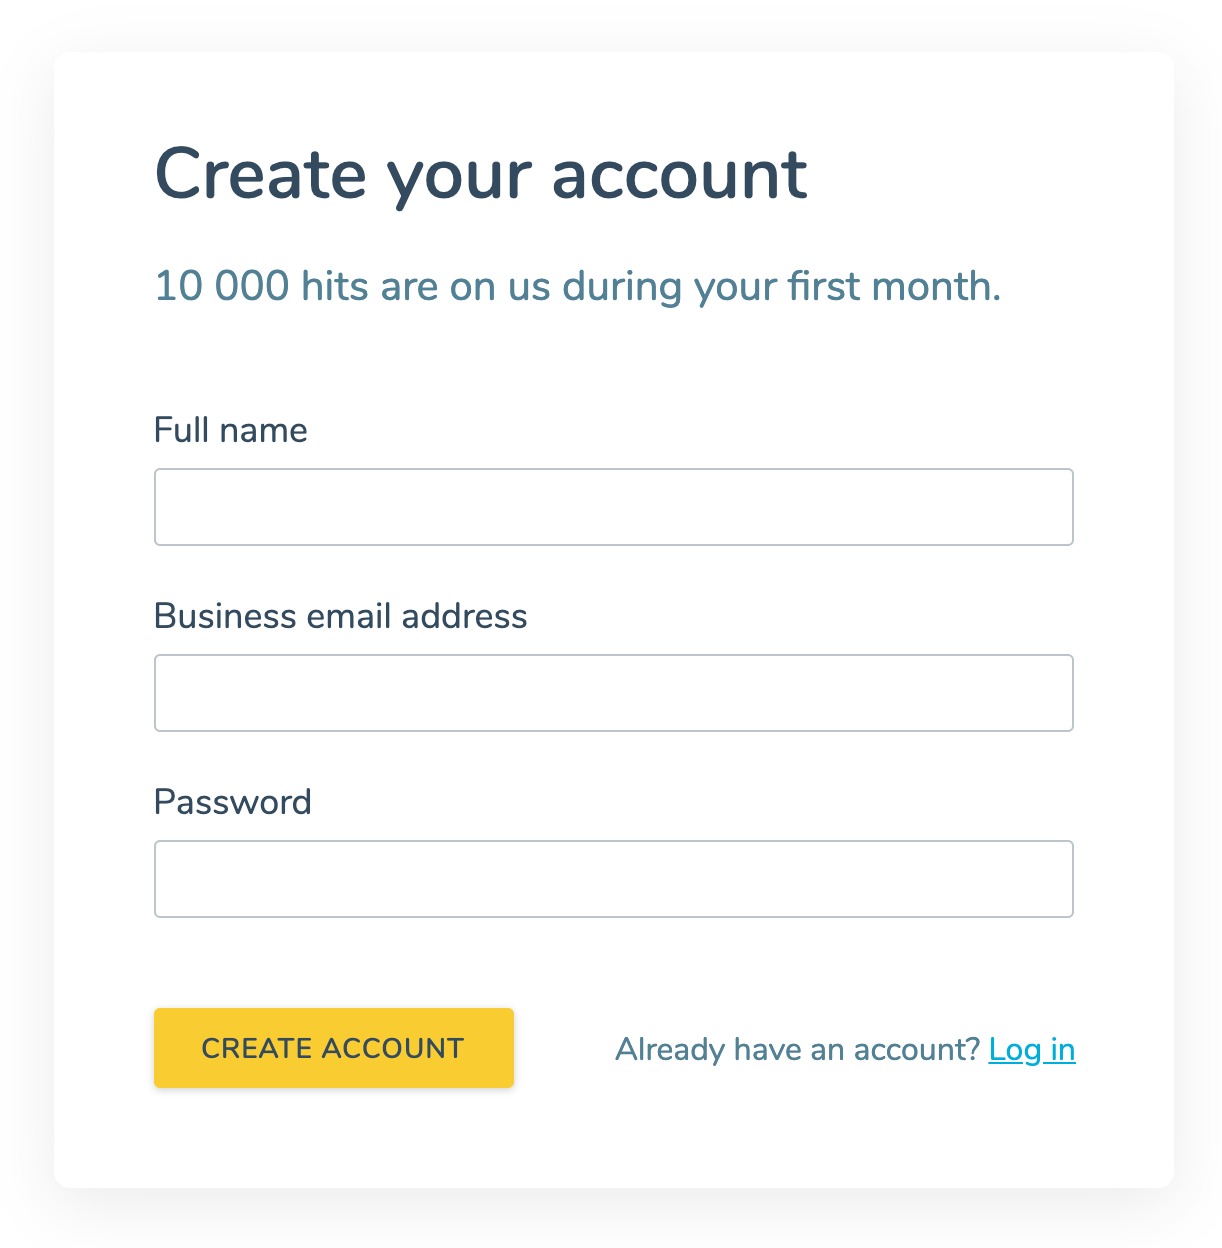 Create your account
10 000 hits are on us during your first month.
Full name
Business email address
Password
CREATE ACCOUNT
Already have an account? Log in